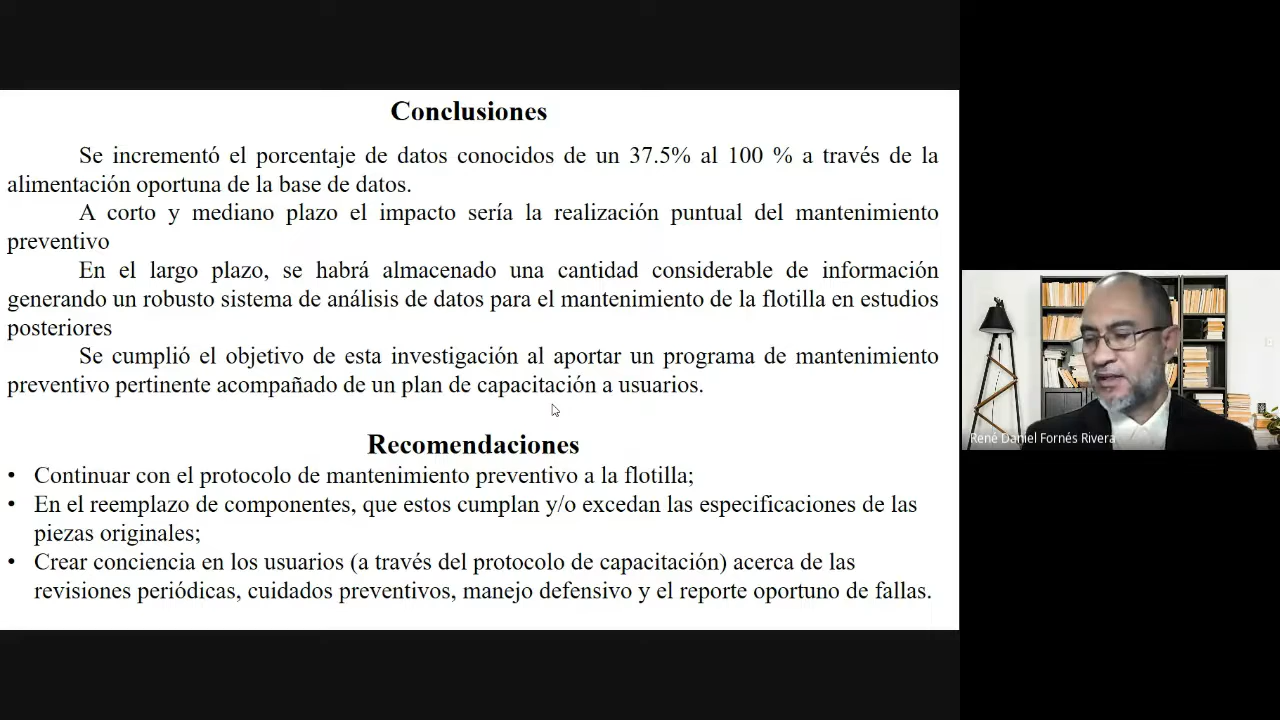 Conclusiones
Se incrementó el porcentaje de datos conocidos de un 37.5% al 100 % a través de la
alimentación oportuna de la base de datos.
A corto y mediano plazo el impacto sería la realización puntual del mantenimiento
preventivo
En el largo plazo, se habrá almacenado una cantidad considerable de información
generando un robusto sistema de análisis de datos para el mantenimiento de la flotilla en estudios
posteriores
Se cumplió el objetivo de esta investigación al aportar un programa de mantenimiento
preventivo pertinente acompañado de un plan de capacitación a usuarios.
Recomendaciones
• Continuar con el protocolo de mantenimiento preventivo a la flotilla;
• En el reemplazo de componentes, que estos cumplan y/o excedan las especificaciones de las
piezas originales;
• Crear conciencia en los usuarios (a través del protocolo de capacitación) acerca de las
revisiones periódicas, cuidados preventivos, manejo defensivo y el reporte oportuno de fallas.
René Daniel Fornés Rivera